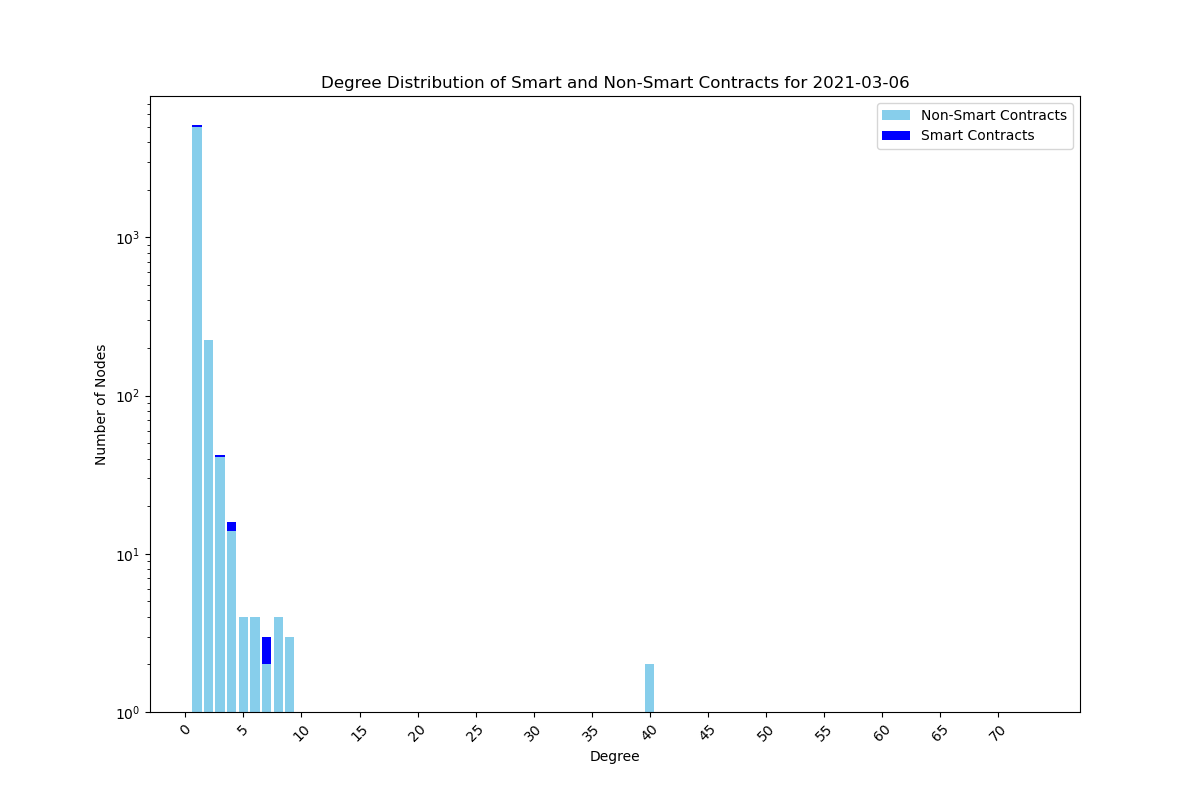 Degree Distribution of Smart and Non-Smart Contracts for 2021-03-06
Non-Smart Contracts
Smart Contracts
Number of Nodes
10³
10²
10¹
10⁰
0 5 10 15 20 25 30 35 40 45 50 55 60 65 70
Degree